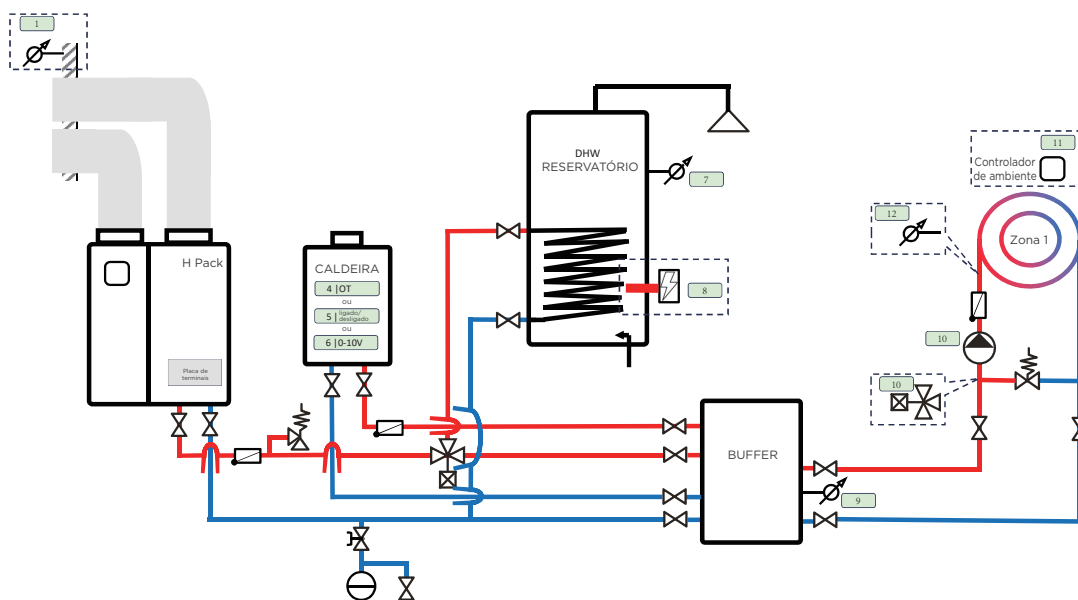 1
H Pack
Placa de
terminais
CALDEIRA
4 |OT
ou
5 | ligado/
desligado
ou
6 |0-10V
DHW
RESERVATÓRIO
7
8
BUFFER
9
10
10
11
Controlador
de ambiente
12
Zona 1